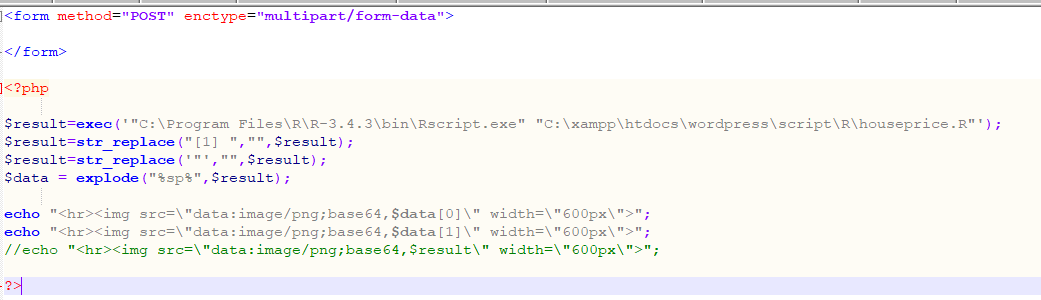 <form method="POST" enctype="multipart/form-data">
</form>
<?php
$result=exec('"C:\Program Files\R\R-3.4.3\bin\Rscript.exe" "C:\xampp\htdocs\wordpress\script\R\houseprice.R"');
$result=str_replace("[1] ","",$result);
$result=str_replace('"',"",$result);
$data = explode("%sp%",$result);
echo "<hr><img src=\"data:image/png;base64,$data[0]\" width=\"600px\">";
echo "<hr><img src=\"data:image/png;base64,$data[1]\" width=\"600px\">";
//echo "<hr><img src=\"data:image/png;base64,$result\" width=\"600px\">";
?>